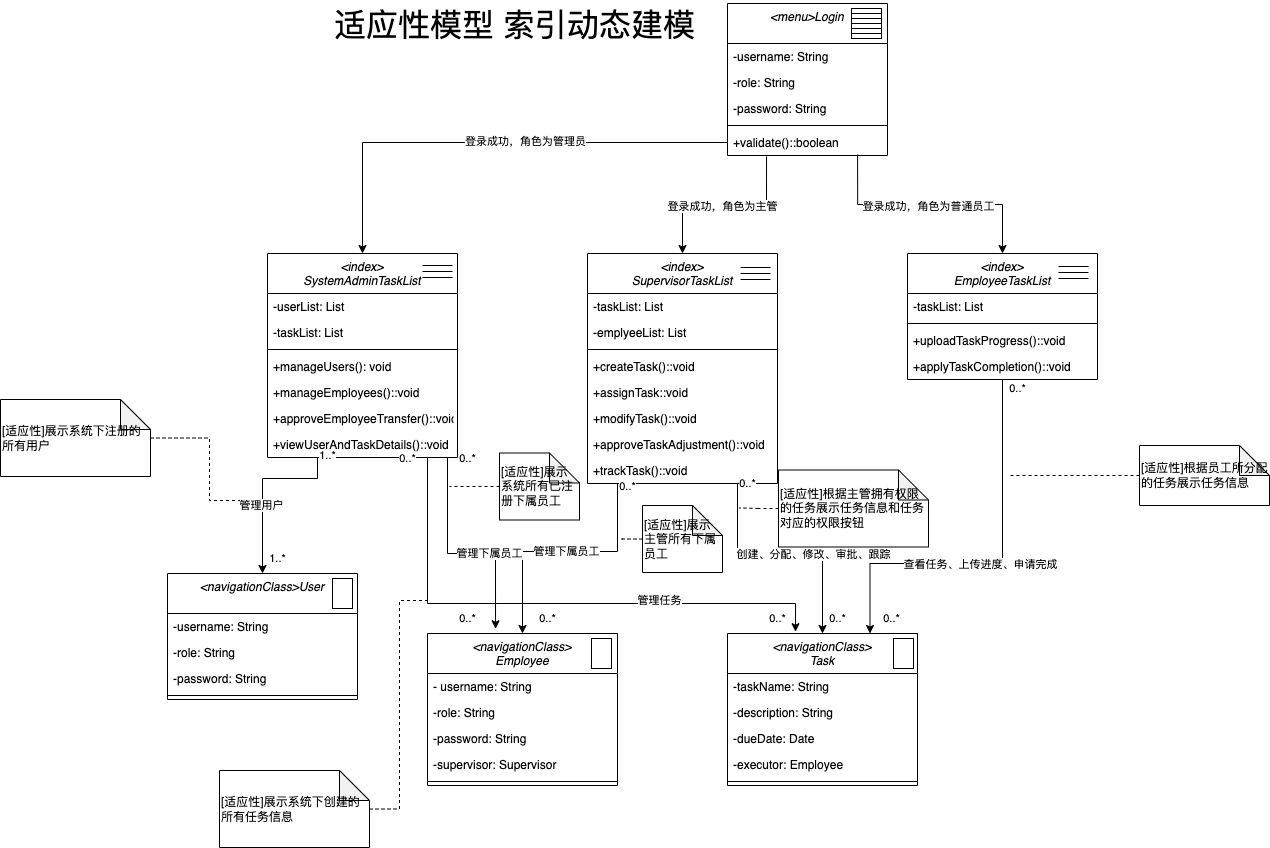 适应性模型 索引动态建模
<menu>Login
-username: String
-role: String
-password: String
+validate()::boolean
登录成功，角色为管理员
登录成功，角色为主管
登录成功，角色为普通员工
<index>
SystemAdminTaskList
-userList: List
-taskList: List
+manageUsers(): void
+manageEmployees()::void
+approveEmployeeTransfer()::void
+viewUserAndTaskDetails()::void
<index>
SupervisorTaskList
-taskList: List
-emplyeeList: List
+createTask()::void
+assignTask::void
+modifyTask()::void
+approveTaskAdjustment()::void
+trackTask()::void
<index>
EmployeeTaskList
-taskList: List
+uploadTaskProgress()::void
+applyTaskCompletion()::void
0..*
[适应性]展示系统下注册的
所有用户
1..*
0..*
0..*
[适应性]展示
系统所有已注
册下属员工
0..*
0..*
[适应性]根据主管拥有权限
的任务展示任务信息和任务
对应的权限按钮
[适应性]根据员工所分配
的任务展示任务信息
管理用户
[适应性]展示
主管所有下属
员工
管理下属员工
管理下属员工
创建、分配、修改、审批、跟踪
查看任务、上传进度、申请完成
1..*
管理任务
0..*
0..*
0..*
0..*
0..*
<navigationClass>User
-username: String
-role: String
-password: String
<navigationClass>
Employee
- username: String
-role: String
-password: String
-supervisor: Supervisor
<navigationClass>
Task
-taskName: String
-description: String
-dueDate: Date
-executor: Employee
[适应性]展示系统下创建的
所有任务信息